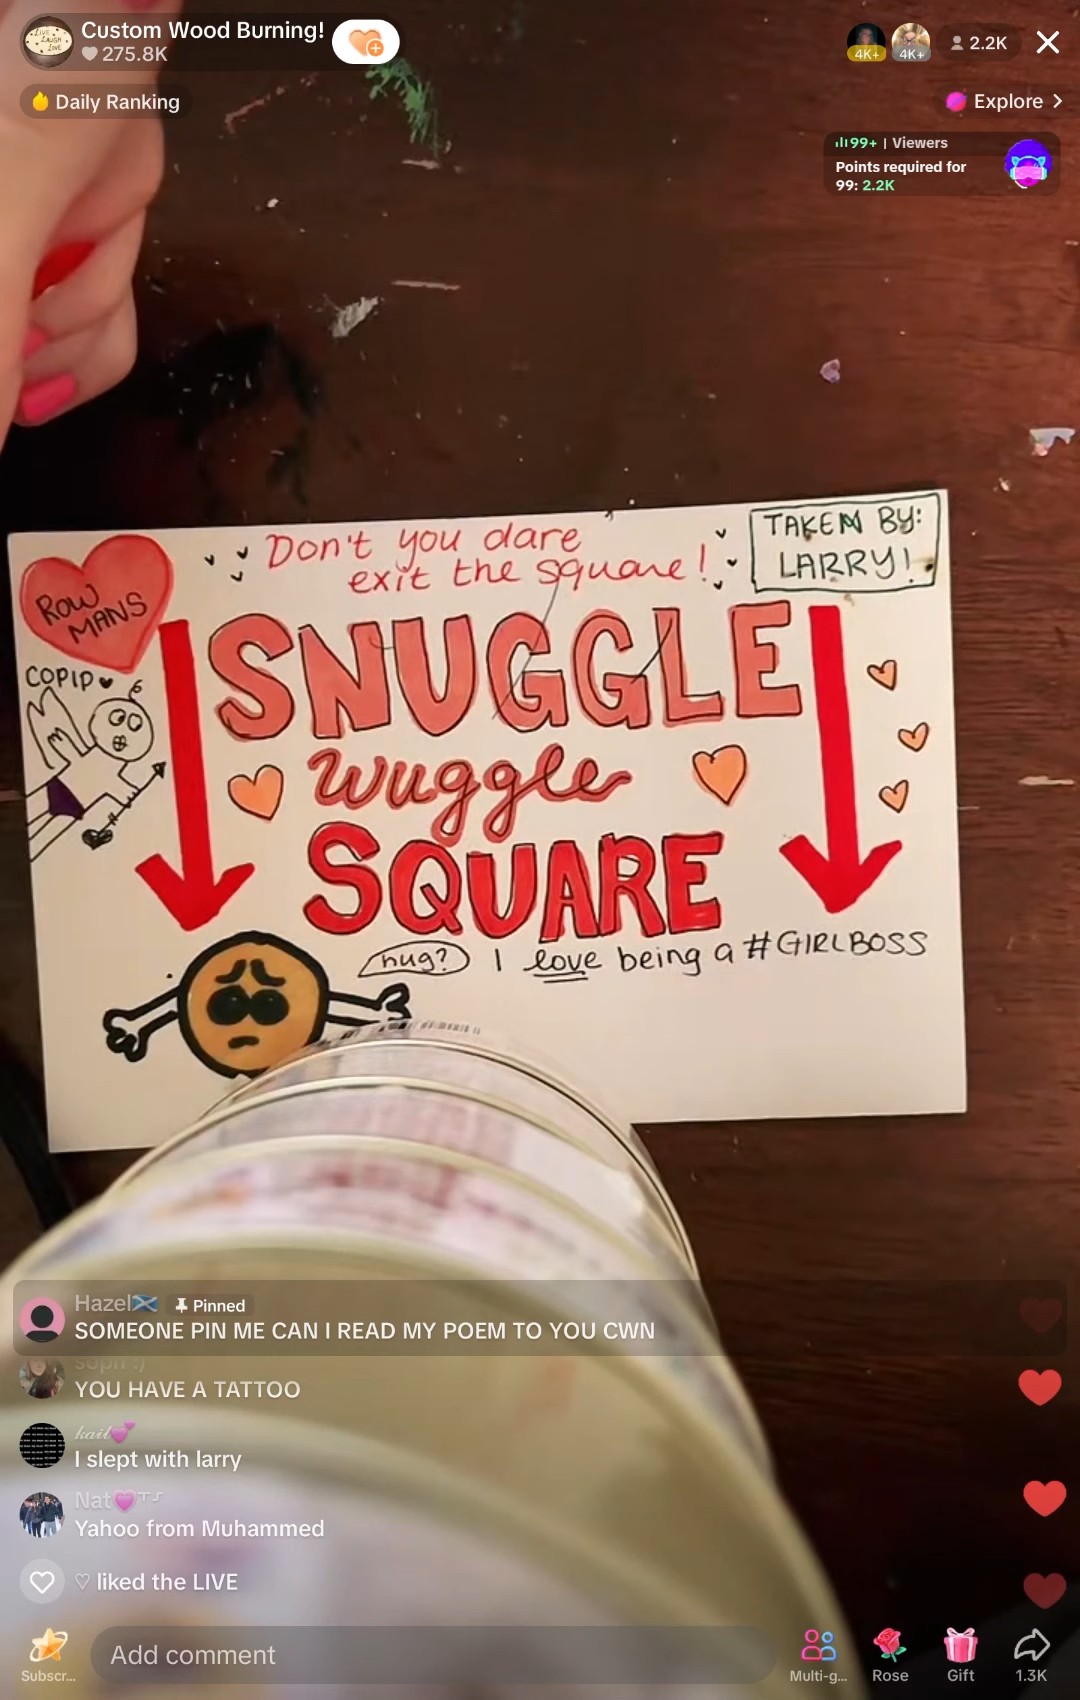 Custom Wood Burning!
275.8K
4K+
4K+
2.2K
Daily Ranking
Explore
99+ | Viewers
Points required for
99: 2.2K
Don't you dare
exit the square!
TAKEN BY:
LARRY!
ROW
MANS
COPIP
SNUGGLE
wuggle
SQUARE
hug? I love being a #GIRLBOSS
Hazel Pinned
SOMEONE PIN ME CAN I READ MY POEM TO YOU CWN
soph :)
YOU HAVE A TATTOO
kail
I slept with larry
Nat
Yahoo from Muhammed
♡ liked the LIVE
Add comment
Subscr...
Multi-g...
Rose
Gift
1.3K